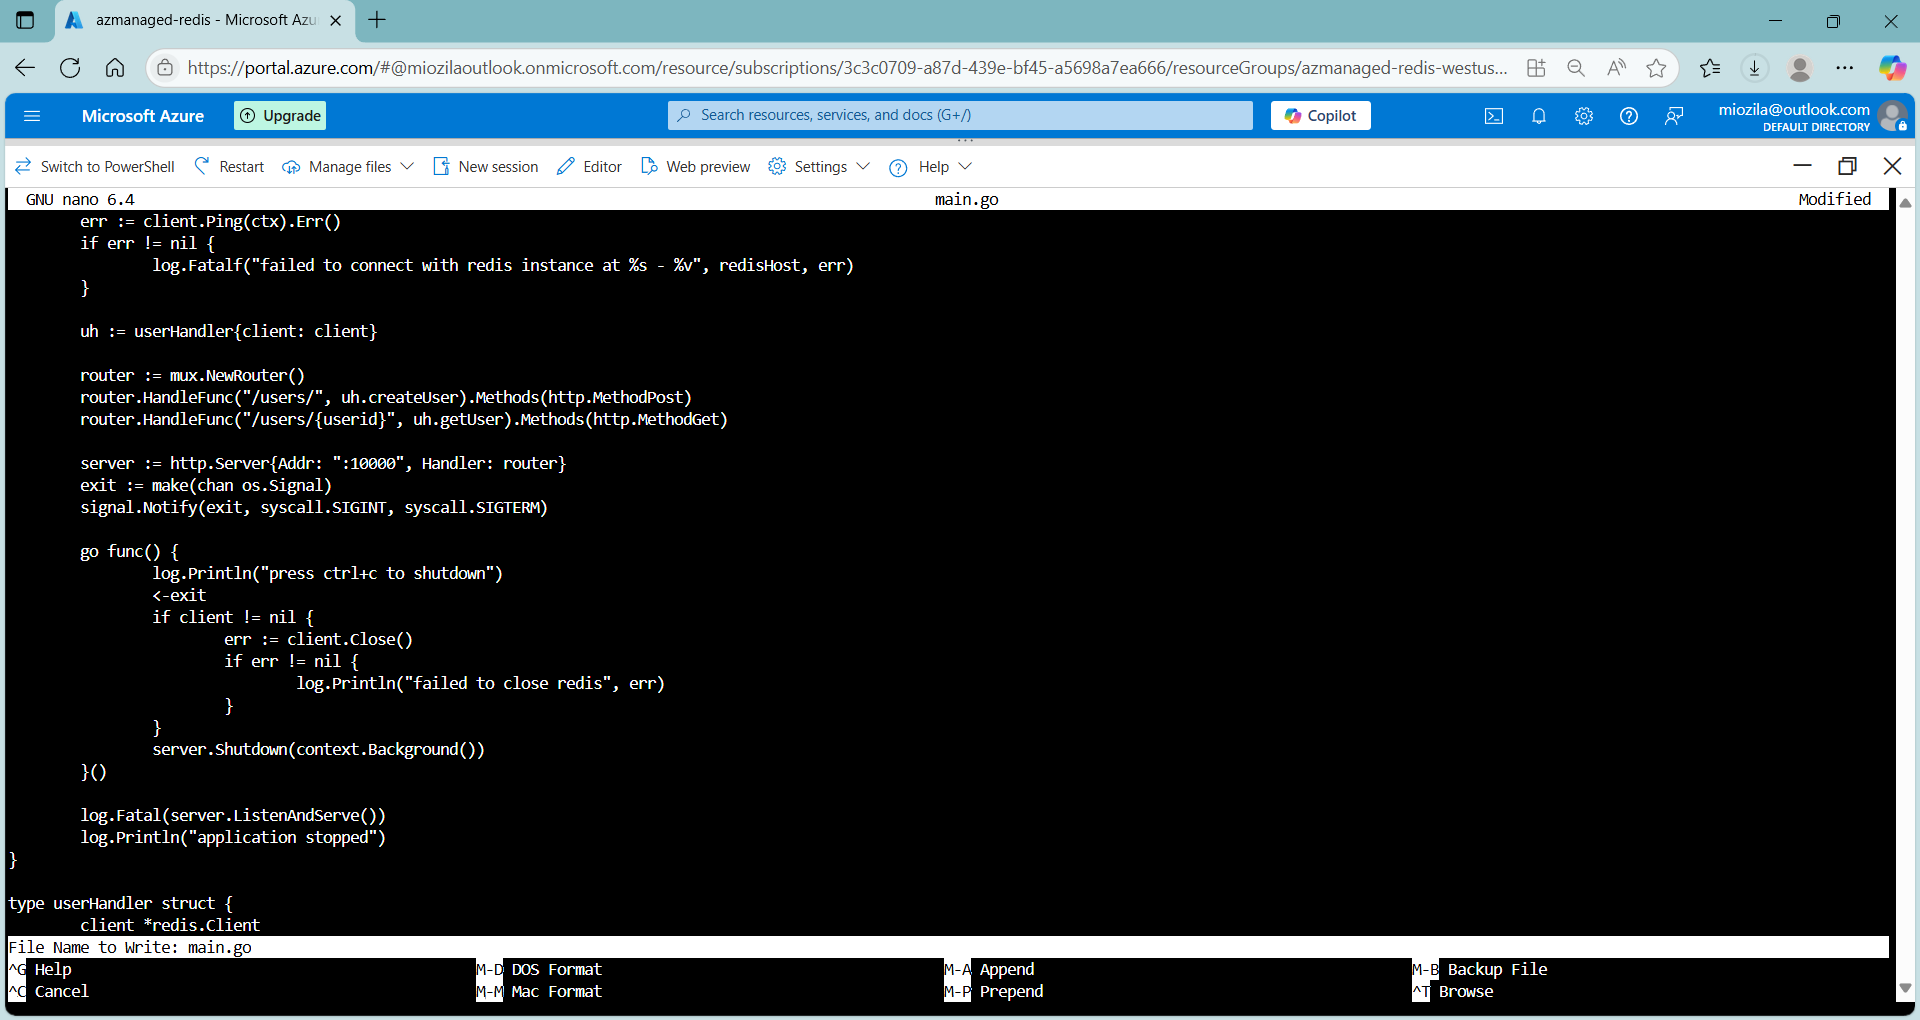 azmanaged-redis - Microsoft Azu
https://portal.azure.com/#@miozilaoutlook.onmicrosoft.com/resource/subscriptions/3c3c0709-a87d-439e-bf45-a5698a7ea666/resourceGroups/azmanaged-redis-westus...
Microsoft Azure
Upgrade
Search resources, services, and docs (G+/)
Copilot
miozila@outlook.com
DEFAULT DIRECTORY
Switch to PowerShell Restart Manage files New session Editor Web preview Settings Help
GNU nano 6.4 main.go Modified
err := client.Ping(ctx).Err()
if err != nil {
log.Fatalf("failed to connect with redis instance at %s - %v", redisHost, err)
}
uh := userHandler{client: client}
router := mux.NewRouter()
router.HandleFunc("/users/", uh.createUser).Methods(http.MethodPost)
router.HandleFunc("/users/{userid}", uh.getUser).Methods(http.MethodGet)
server := http.Server{Addr: ":10000", Handler: router}
exit := make(chan os.Signal)
signal.Notify(exit, syscall.SIGINT, syscall.SIGTERM)
go func() {
log.Println("press ctrl+c to shutdown")
<-exit
if client != nil {
err := client.Close()
if err != nil {
log.Println("failed to close redis", err)
}
}
server.Shutdown(context.Background())
}()
log.Fatal(server.ListenAndServe())
log.Println("application stopped")
}
type userHandler struct {
client *redis.Client
File Name to Write: main.go
^G Help M-D DOS Format M-A Append M-B Backup File
^C Cancel M-M Mac Format M-P Prepend ^T Browse